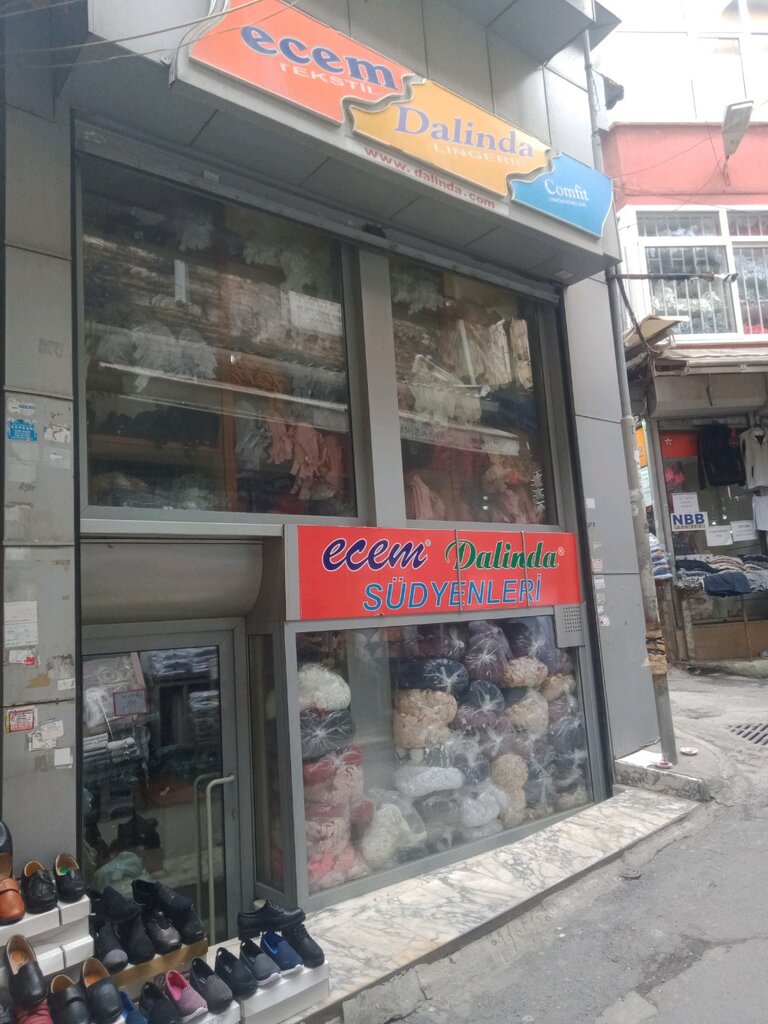 ecem
TEKSTİL
Dalinda
LINGERIE
www.dalinda.com
Comfit
ecem® Dalinda®
SÜDYENLERİ
NBB